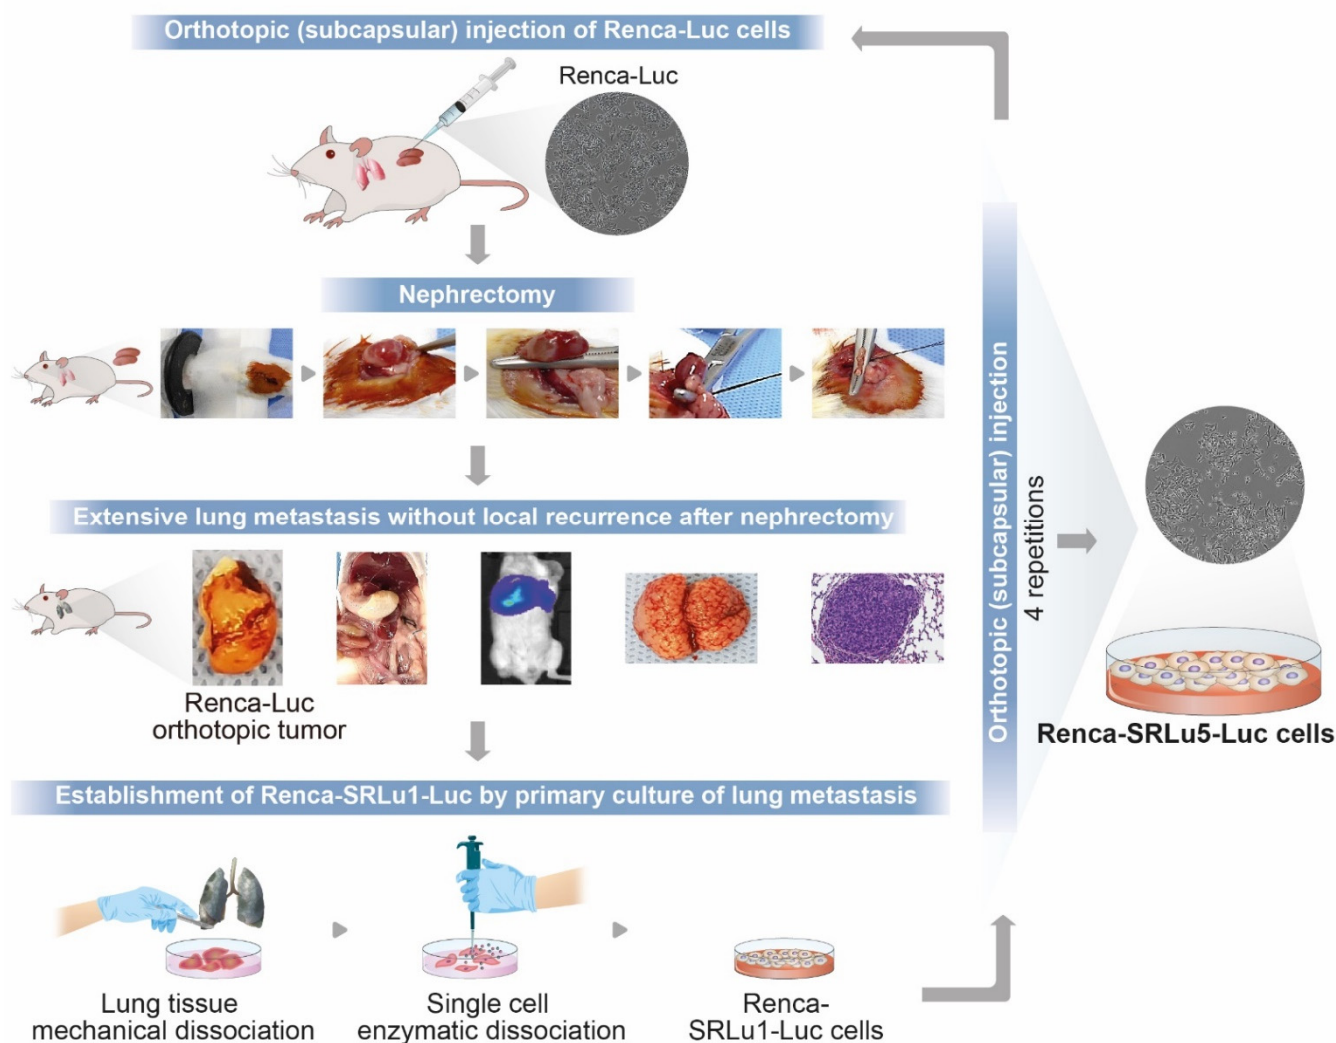 Orthotopic (subcapsular) injection of Renca-Luc cells
Renca-Luc
Nephrectomy
Extensive lung metastasis without local recurrence after nephrectomy
Renca-Luc
orthotopic tumor
Establishment of Renca-SRLu1-Luc by primary culture of lung metastasis
Lung tissue
mechanical dissociation
Single cell
enzymatic dissociation
Renca-
SRLu1-Luc cells
Orthotopic (subcapsular) injection
4 repetitions
Renca-SRLu5-Luc cells